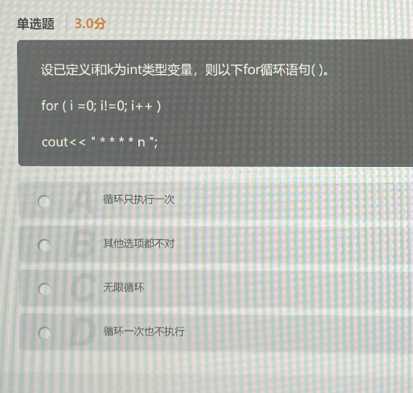 单选题 3.0分
设已定义i和k为int类型变量，则以下for循环语句( )。
for ( i =0; i!=0; i++ )
cout<< " * * * * n ";
A 循环只执行一次
B 其他选项都不对
C 无限循环
D 循环一次也不执行